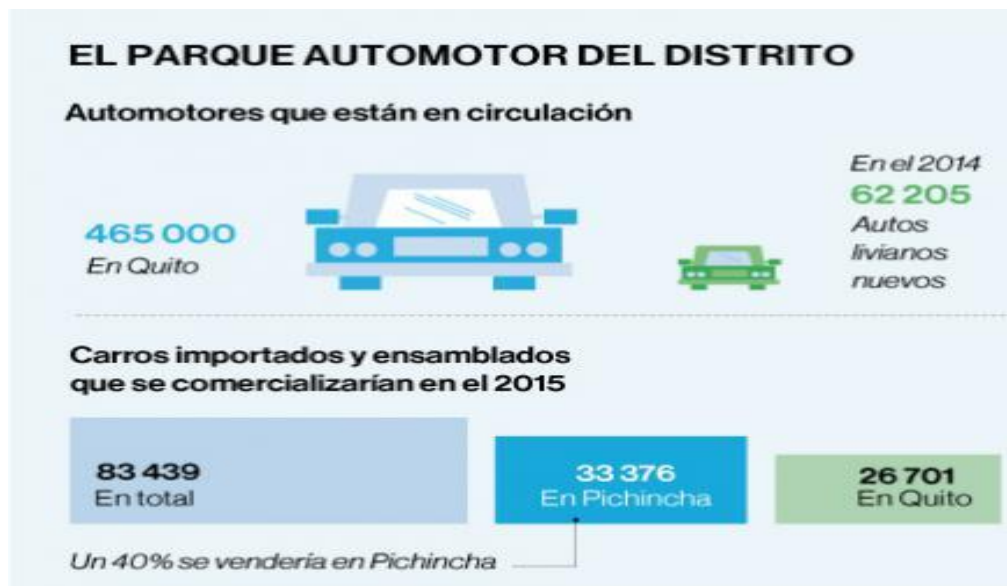 EL PARQUE AUTOMOTOR DEL DISTRITO
Automotores que están en circulación
465 000
En Quito
En el 2014
62 205
Autos
livianos
nuevos
Carros importados y ensamblados
que se comercializarían en el 2015
83 439
En total
33 376
En Pichincha
26 701
En Quito
Un 40% se vendería en Pichincha